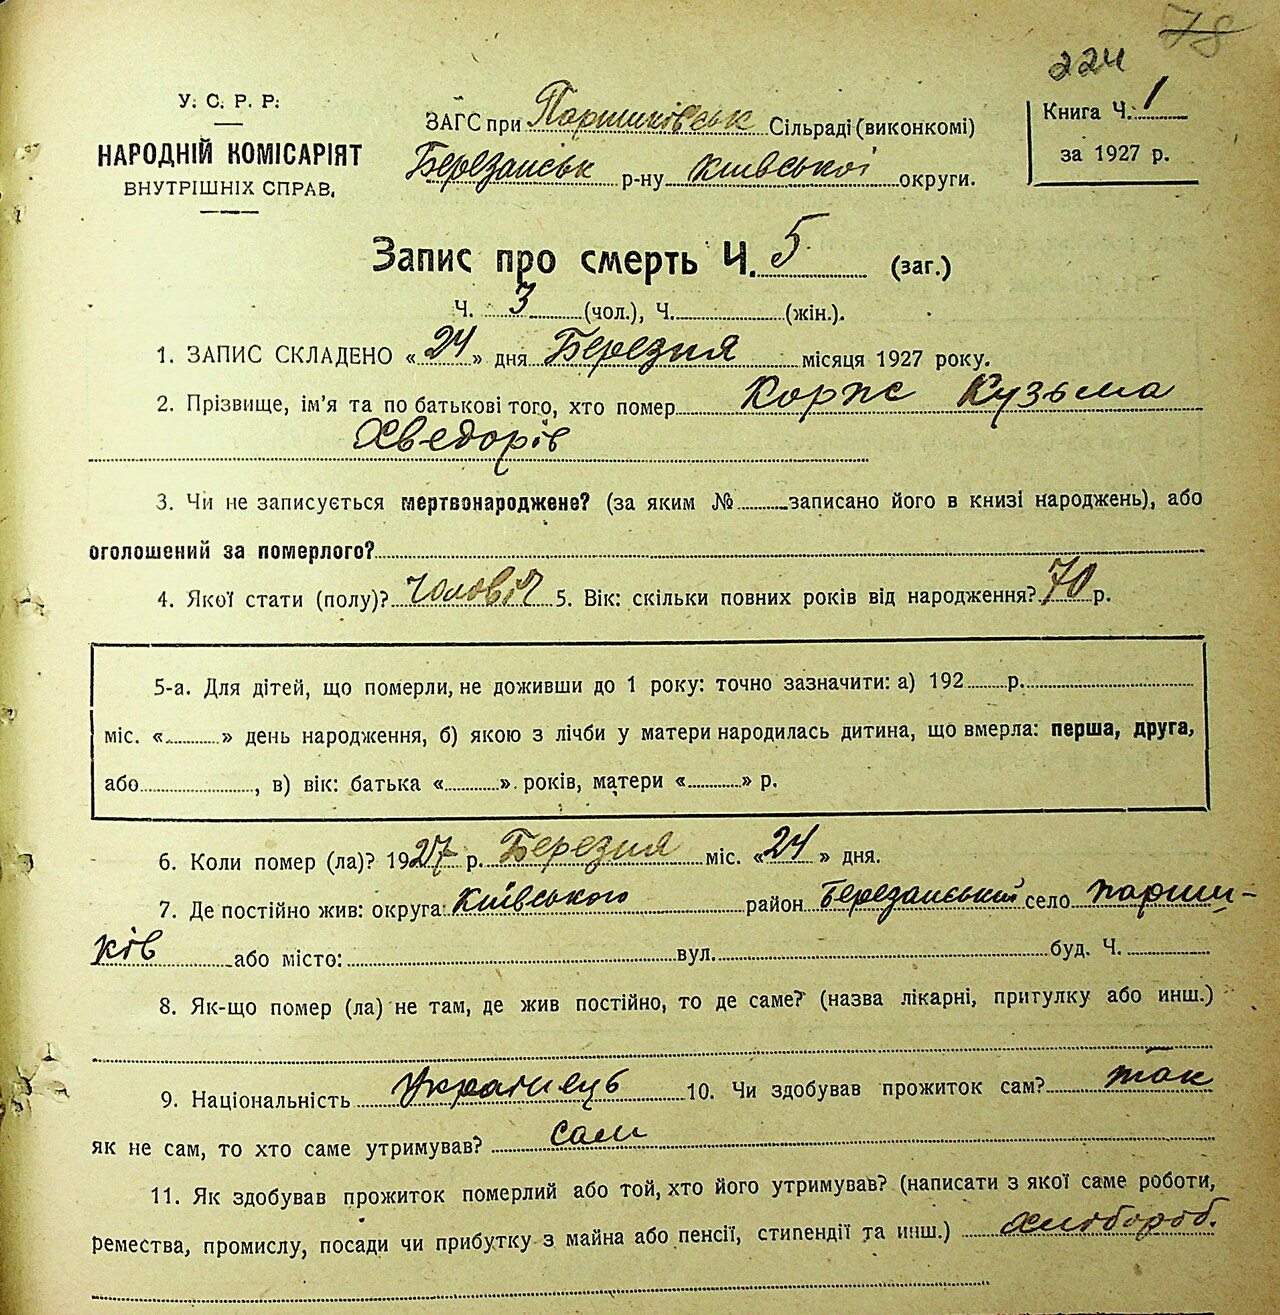 78
224
У. С. Р. Р.
НАРОДНІЙ КОМІСАРІЯТ
ВНУТРІШНІХ СПРАВ.
ЗАГС при Паришківськ Сільраді (виконкомі)
Березанськ р-ну київської округи.
Книга Ч. 1
за 1927 р.
Запис про смерть Ч. 5 (заг.)
Ч. 3 (чол.), Ч. (жін.).
1. ЗАПИС СКЛАДЕНО «24» дня Березня місяця 1927 року.
2. Прізвище, ім'я та по батькові того, хто помер Корж Кузьма
Хведорів
3. Чи не записується мертвонароджене? (за яким № записано його в книзі народжень), або
оголошений за померлого?
4. Якої стати (полу)? чоловіч 5. Вік: скільки повних років від народження? 70 р.
5-а. Для дітей, що померли, не доживши до 1 року: точно зазначити: а) 192 р.
міс. « » день народження, б) якою з лічби у матери народилась дитина, що вмерла: перша, друга,
або , в) вік: батька « ». років, матери « » р.
6. Коли помер (ла)? 1927 р. Березня міс. «24» дня.
7. Де постійно жив: округа: Київського район Березанський село Париш-
ків або місто: вул. буд. Ч.
8. Як-що помер (ла) не там, де жив постійно, то де саме? (назва лікарні, притулку або инш.)
9. Національність Украінець 10. Чи здобував прожиток сам? так
як не сам, то хто саме утримував? сам
11. Як здобував прожиток померлий або той, хто його утримував? (написати з якої саме роботи,
ремества, промислу, посади чи прибутку з майна або пенсії, стипендії та инш.) хлібороб.